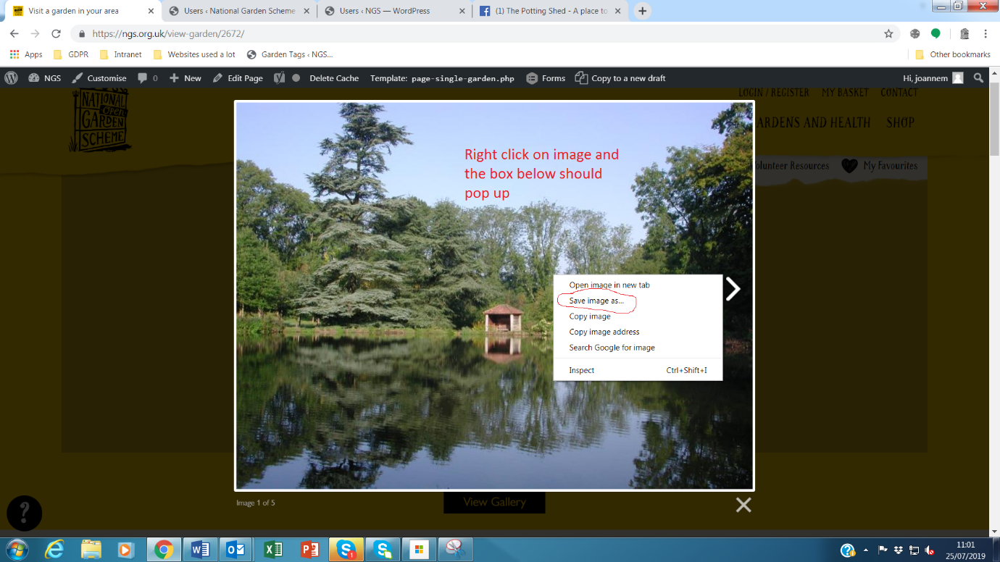 Visit a garden in your area
Users ‹ National Garden Scheme
Users ‹ NGS — WordPress
(1) The Potting Shed - A place to
https://ngs.org.uk/view-garden/2672/
Apps
GDPR
Intranet
Websites used a lot
Garden Tags ‹ NGS...
Other bookmarks
NGS
Customise
0
New
Edit Page
Delete Cache
Template: page-single-garden.php
Forms
Copy to a new draft
Hi, joannem
LOGIN / REGISTER
MY BASKET
CONTACT
NATIONAL
Open
GARDEN
SCHEME
ARDENS AND HEALTH
SHOP
olunteer Resources
My Favourites
Right click on image and
the box below should
pop up
Open image in new tab
Save image as...
Copy image
Copy image address
Search Google for image
Inspect
Ctrl+Shift+I
Image 1 of 5
View Gallery
?
11:01
25/07/2019